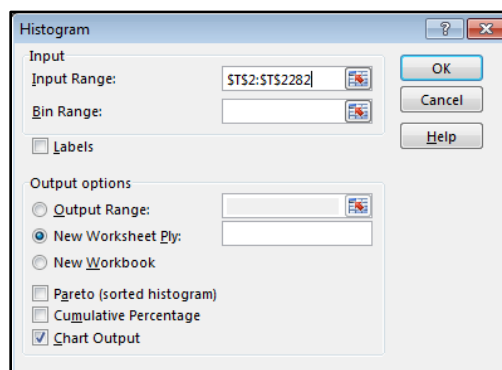 Histogram
Input
Input Range: $T$2:$T$2282
Bin Range:
Labels
Output options
Output Range:
New Worksheet Ply:
New Workbook
Pareto (sorted histogram)
Cumulative Percentage
Chart Output
OK
Cancel
Help